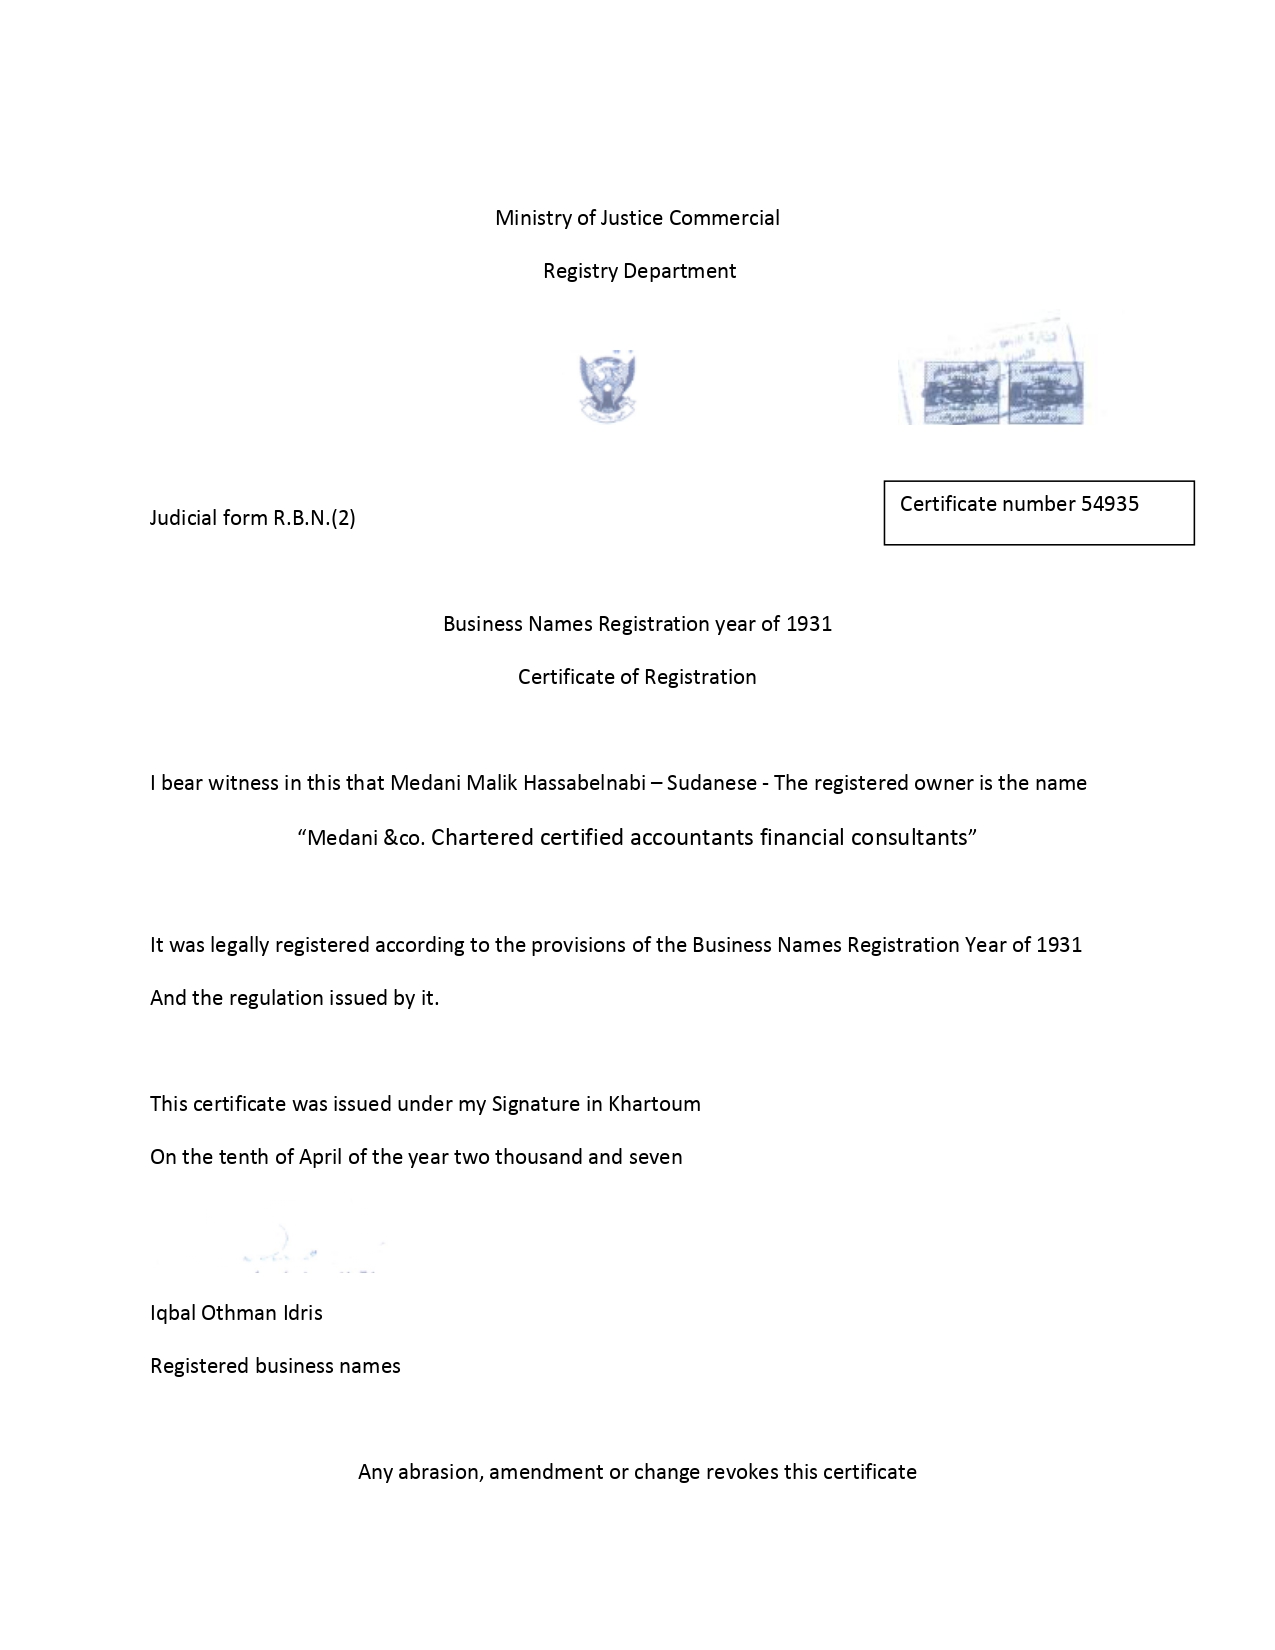 Ministry of Justice Commercial
Registry Department
Judicial form R.B.N.(2)
Certificate number 54935
Business Names Registration year of 1931
Certificate of Registration
I bear witness in this that Medani Malik Hassabelnabi – Sudanese - The registered owner is the name
“Medani &co. Chartered certified accountants financial consultants”
It was legally registered according to the provisions of the Business Names Registration Year of 1931
And the regulation issued by it.
This certificate was issued under my Signature in Khartoum
On the tenth of April of the year two thousand and seven
Iqbal Othman Idris
Registered business names
Any abrasion, amendment or change revokes this certificate